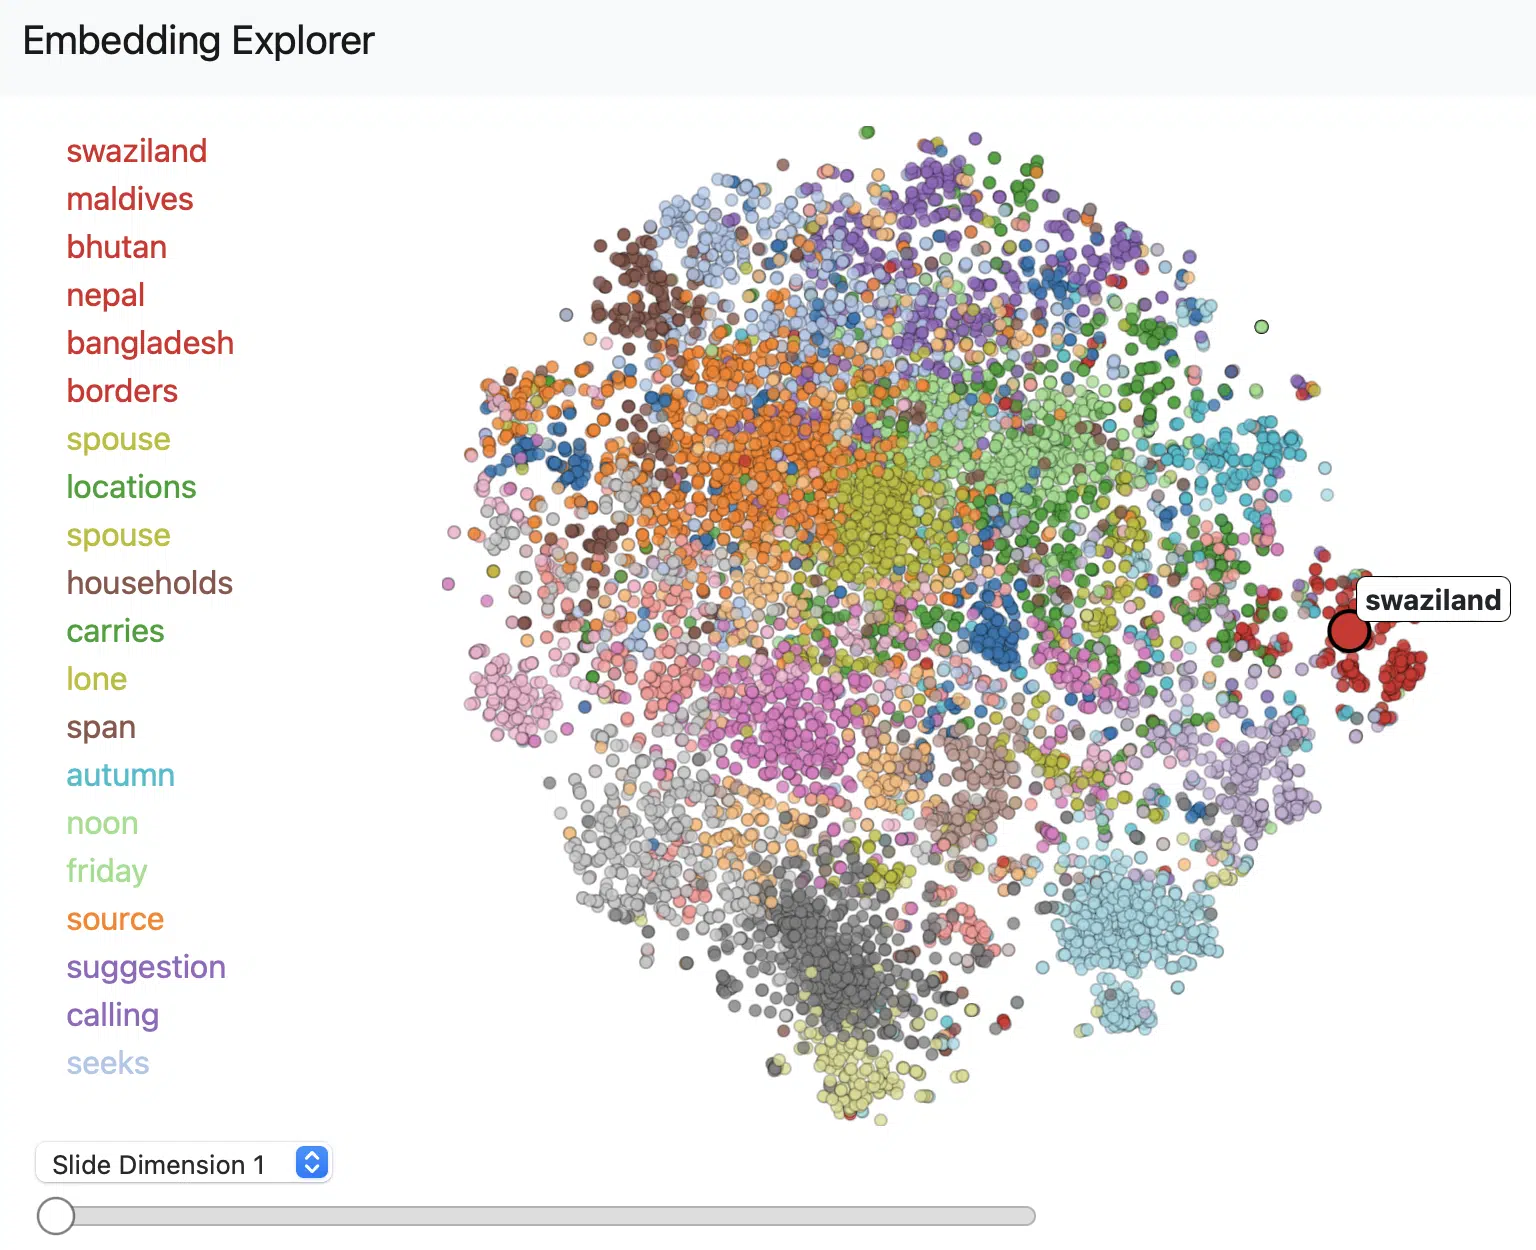 Embedding Explorer
swaziland
maldives
bhutan
nepal
bangladesh
borders
spouse
locations
spouse
households
carries
lone
span
autumn
noon
friday
source
suggestion
calling
seeks
swaziland
Slide Dimension 1